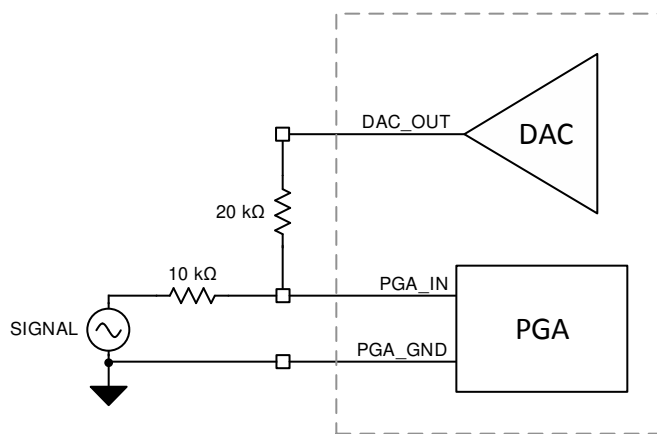 DAC_OUT
DAC
20 kΩ
10 kΩ
PGA_IN
SIGNAL
PGA
PGA_GND